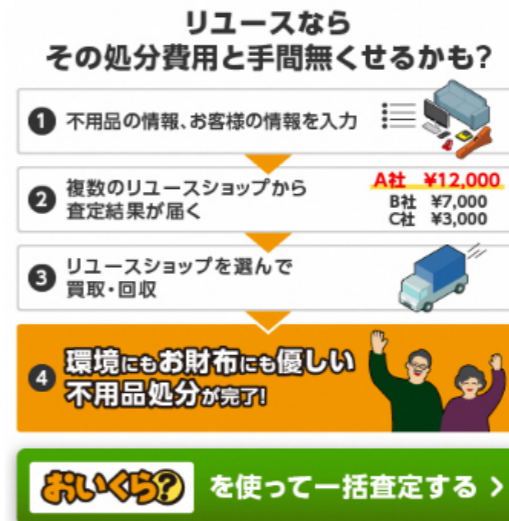 リユースなら
その処分費用と手間無くせるかも?
1 不用品の情報、お客様の情報を入力
2 複数のリユースショップから
査定結果が届く
A社 ¥12,000
B社 ¥7,000
C社 ¥3,000
3 リユースショップを選んで
買取・回収
4 環境にもお財布にも優しい
不用品処分が完了!
おいくら? を使って一括査定する >